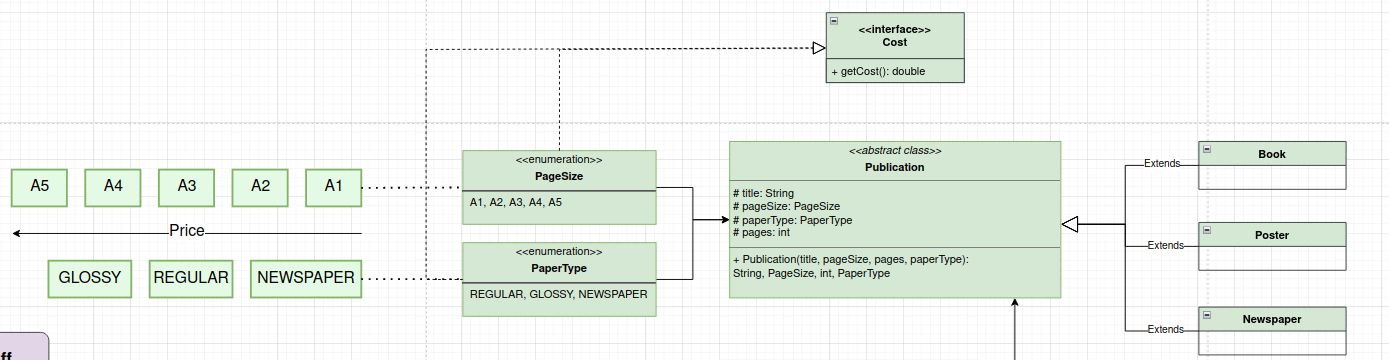 <<interface>>
Cost
+ getCost(): double
A5
A4
A3
A2
A1
Price
GLOSSY
REGULAR
NEWSPAPER
<<enumeration>>
PageSize
A1, A2, A3, A4, A5
<<enumeration>>
PaperType
REGULAR, GLOSSY, NEWSPAPER
<<abstract class>>
Publication
# title: String
# pageSize: PageSize
# paperType: PaperType
# pages: int
+ Publication(title, pageSize, pages, paperType):
String, PageSize, int, PaperType
Extends
Book
Extends
Poster
Extends
Newspaper
ff